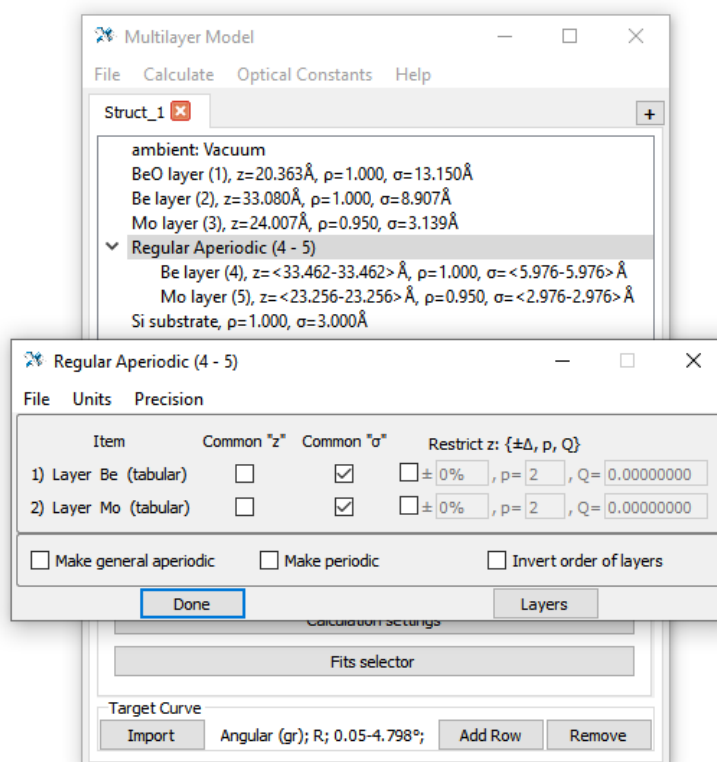 Multilayer Model
File Calculate Optical Constants Help
Struct_1
+
ambient: Vacuum
BeO layer (1), z=20.363Å, ρ=1.000, σ=13.150Å
Be layer (2), z=33.080Å, ρ=1.000, σ=8.907Å
Mo layer (3), z=24.007Å, ρ=0.950, σ=3.139Å
Regular Aperiodic (4 - 5)
Be layer (4), z=<33.462-33.462>Å, ρ=1.000, σ=<5.976-5.976>Å
Mo layer (5), z=<23.256-23.256>Å, ρ=0.950, σ=<2.976-2.976>Å
Si substrate, ρ=1.000, σ=3.000Å
Regular Aperiodic (4 - 5)
File Units Precision
Item Common "z" Common "σ" Restrict z: {±Δ, p, Q}
1) Layer Be (tabular) ± 0% , p= 2 , Q= 0.00000000
2) Layer Mo (tabular) ± 0% , p= 2 , Q= 0.00000000
Make general aperiodic Make periodic Invert order of layers
Done Layers
Calculation settings
Fits selector
Target Curve
Import Angular (gr); R; 0.05-4.798°; Add Row Remove